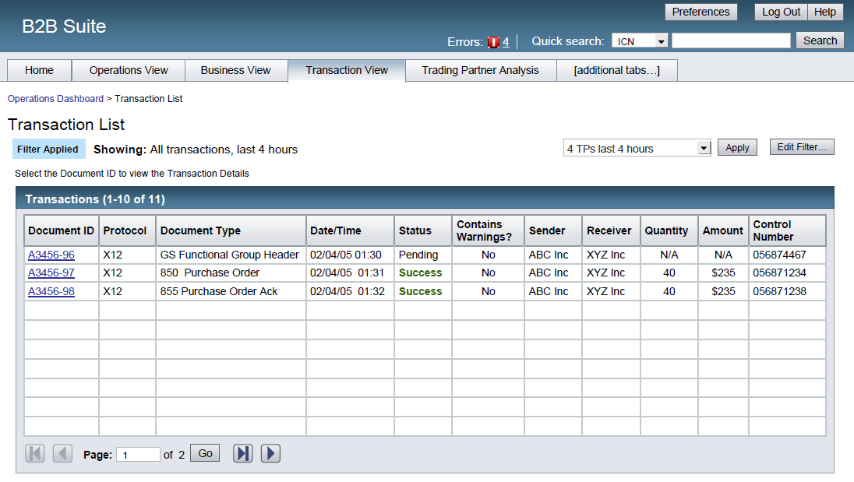 Preferences Log Out Help
B2B Suite
Errors: 4 Quick search: ICN Search
Home Operations View Business View Transaction View Trading Partner Analysis [additional tabs...]
Operations Dashboard > Transaction List
Transaction List
Filter Applied Showing: All transactions, last 4 hours 4 TPs last 4 hours Apply Edit Filter...
Select the Document ID to view the Transaction Details
Transactions (1-10 of 11)
Document ID Protocol Document Type Date/Time Status Contains Warnings? Sender Receiver Quantity Amount Control Number
A3456-96 X12 GS Functional Group Header 02/04/05 01:30 Pending No ABC Inc XYZ Inc N/A N/A 056874467
A3456-97 X12 850 Purchase Order 02/04/05 01:31 Success No ABC Inc XYZ Inc 40 $235 056871234
A3456-98 X12 855 Purchase Order Ack 02/04/05 01:32 Success No ABC Inc XYZ Inc 40 $235 056871238
Page: 1 of 2 Go